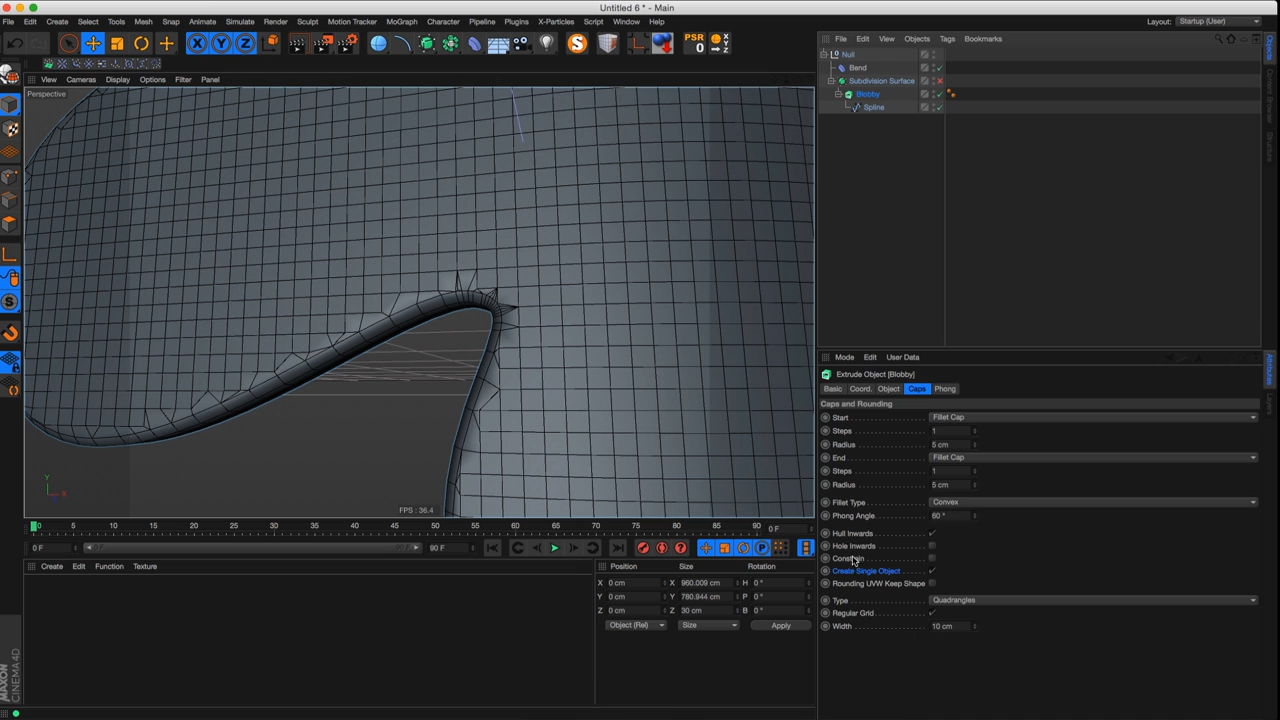 Untitled 6 * - Main
File Edit Create Select Tools Mesh Snap Animate Simulate Render Sculpt Motion Tracker MoGraph Character Pipeline Plugins X-Particles Script Window Help Layout: Startup (User)
X Y Z S PSR 0
File Edit View Objects Tags Bookmarks
View Cameras Display Options Filter Panel
Perspective
Null
Bend
Subdivision Surface
Blobby
Spline
Objects
Content Browser
Structure
Mode Edit User Data
Attributes
Layers
Extrude Object [Blobby]
Basic Coord. Object Caps Phong
Caps and Rounding
Start Fillet Cap
Steps 1
Radius 5 cm
End Fillet Cap
Steps 1
Radius 5 cm
Fillet Type Convex
Phong Angle 60 °
Hull Inwards
Hole Inwards
Constrain
Create Single Object
Rounding UVW Keep Shape
Type Quadrangles
Regular Grid
Width 10 cm
Y
X
FPS : 36.4
0 5 10 15 20 25 30 35 40 45 50 55 60 65 70 75 80 85 90 0 F
0 F 0 F 90 F 90 F
Create Edit Function Texture
Position Size Rotation
X 0 cm X 960.009 cm H 0 °
Y 0 cm Y 780.944 cm P 0 °
Z 0 cm Z 30 cm B 0 °
Object (Rel) Size Apply
MAXON
CINEMA 4D